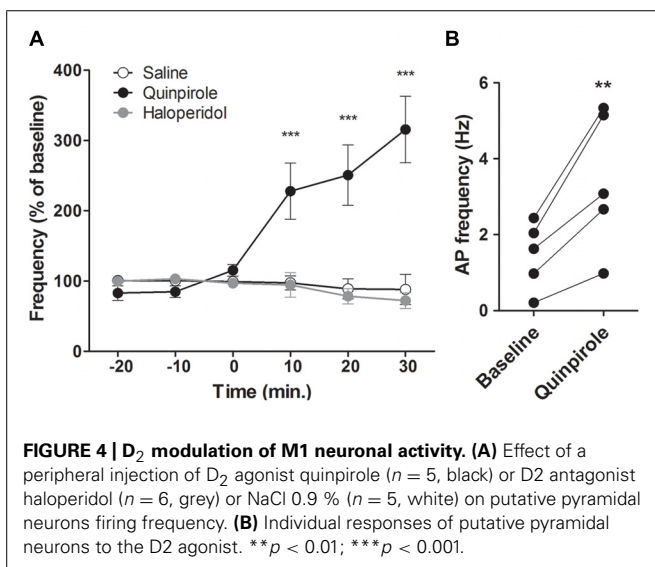 A
B
400
300
200
100
0
Frequency (% of baseline)
Saline
Quinpirole
Haloperidol
***
***
***
-20 -10 0 10 20 30
Time (min.)
6
4
2
0
AP frequency (Hz)
**
Baseline
Quinpirole
FIGURE 4 | D2 modulation of M1 neuronal activity. (A) Effect of a
peripheral injection of D2 agonist quinpirole (n = 5, black) or D2 antagonist
haloperidol (n = 6, grey) or NaCl 0.9 % (n = 5, white) on putative pyramidal
neurons firing frequency. (B) Individual responses of putative pyramidal
neurons to the D2 agonist. **p < 0.01; ***p < 0.001.